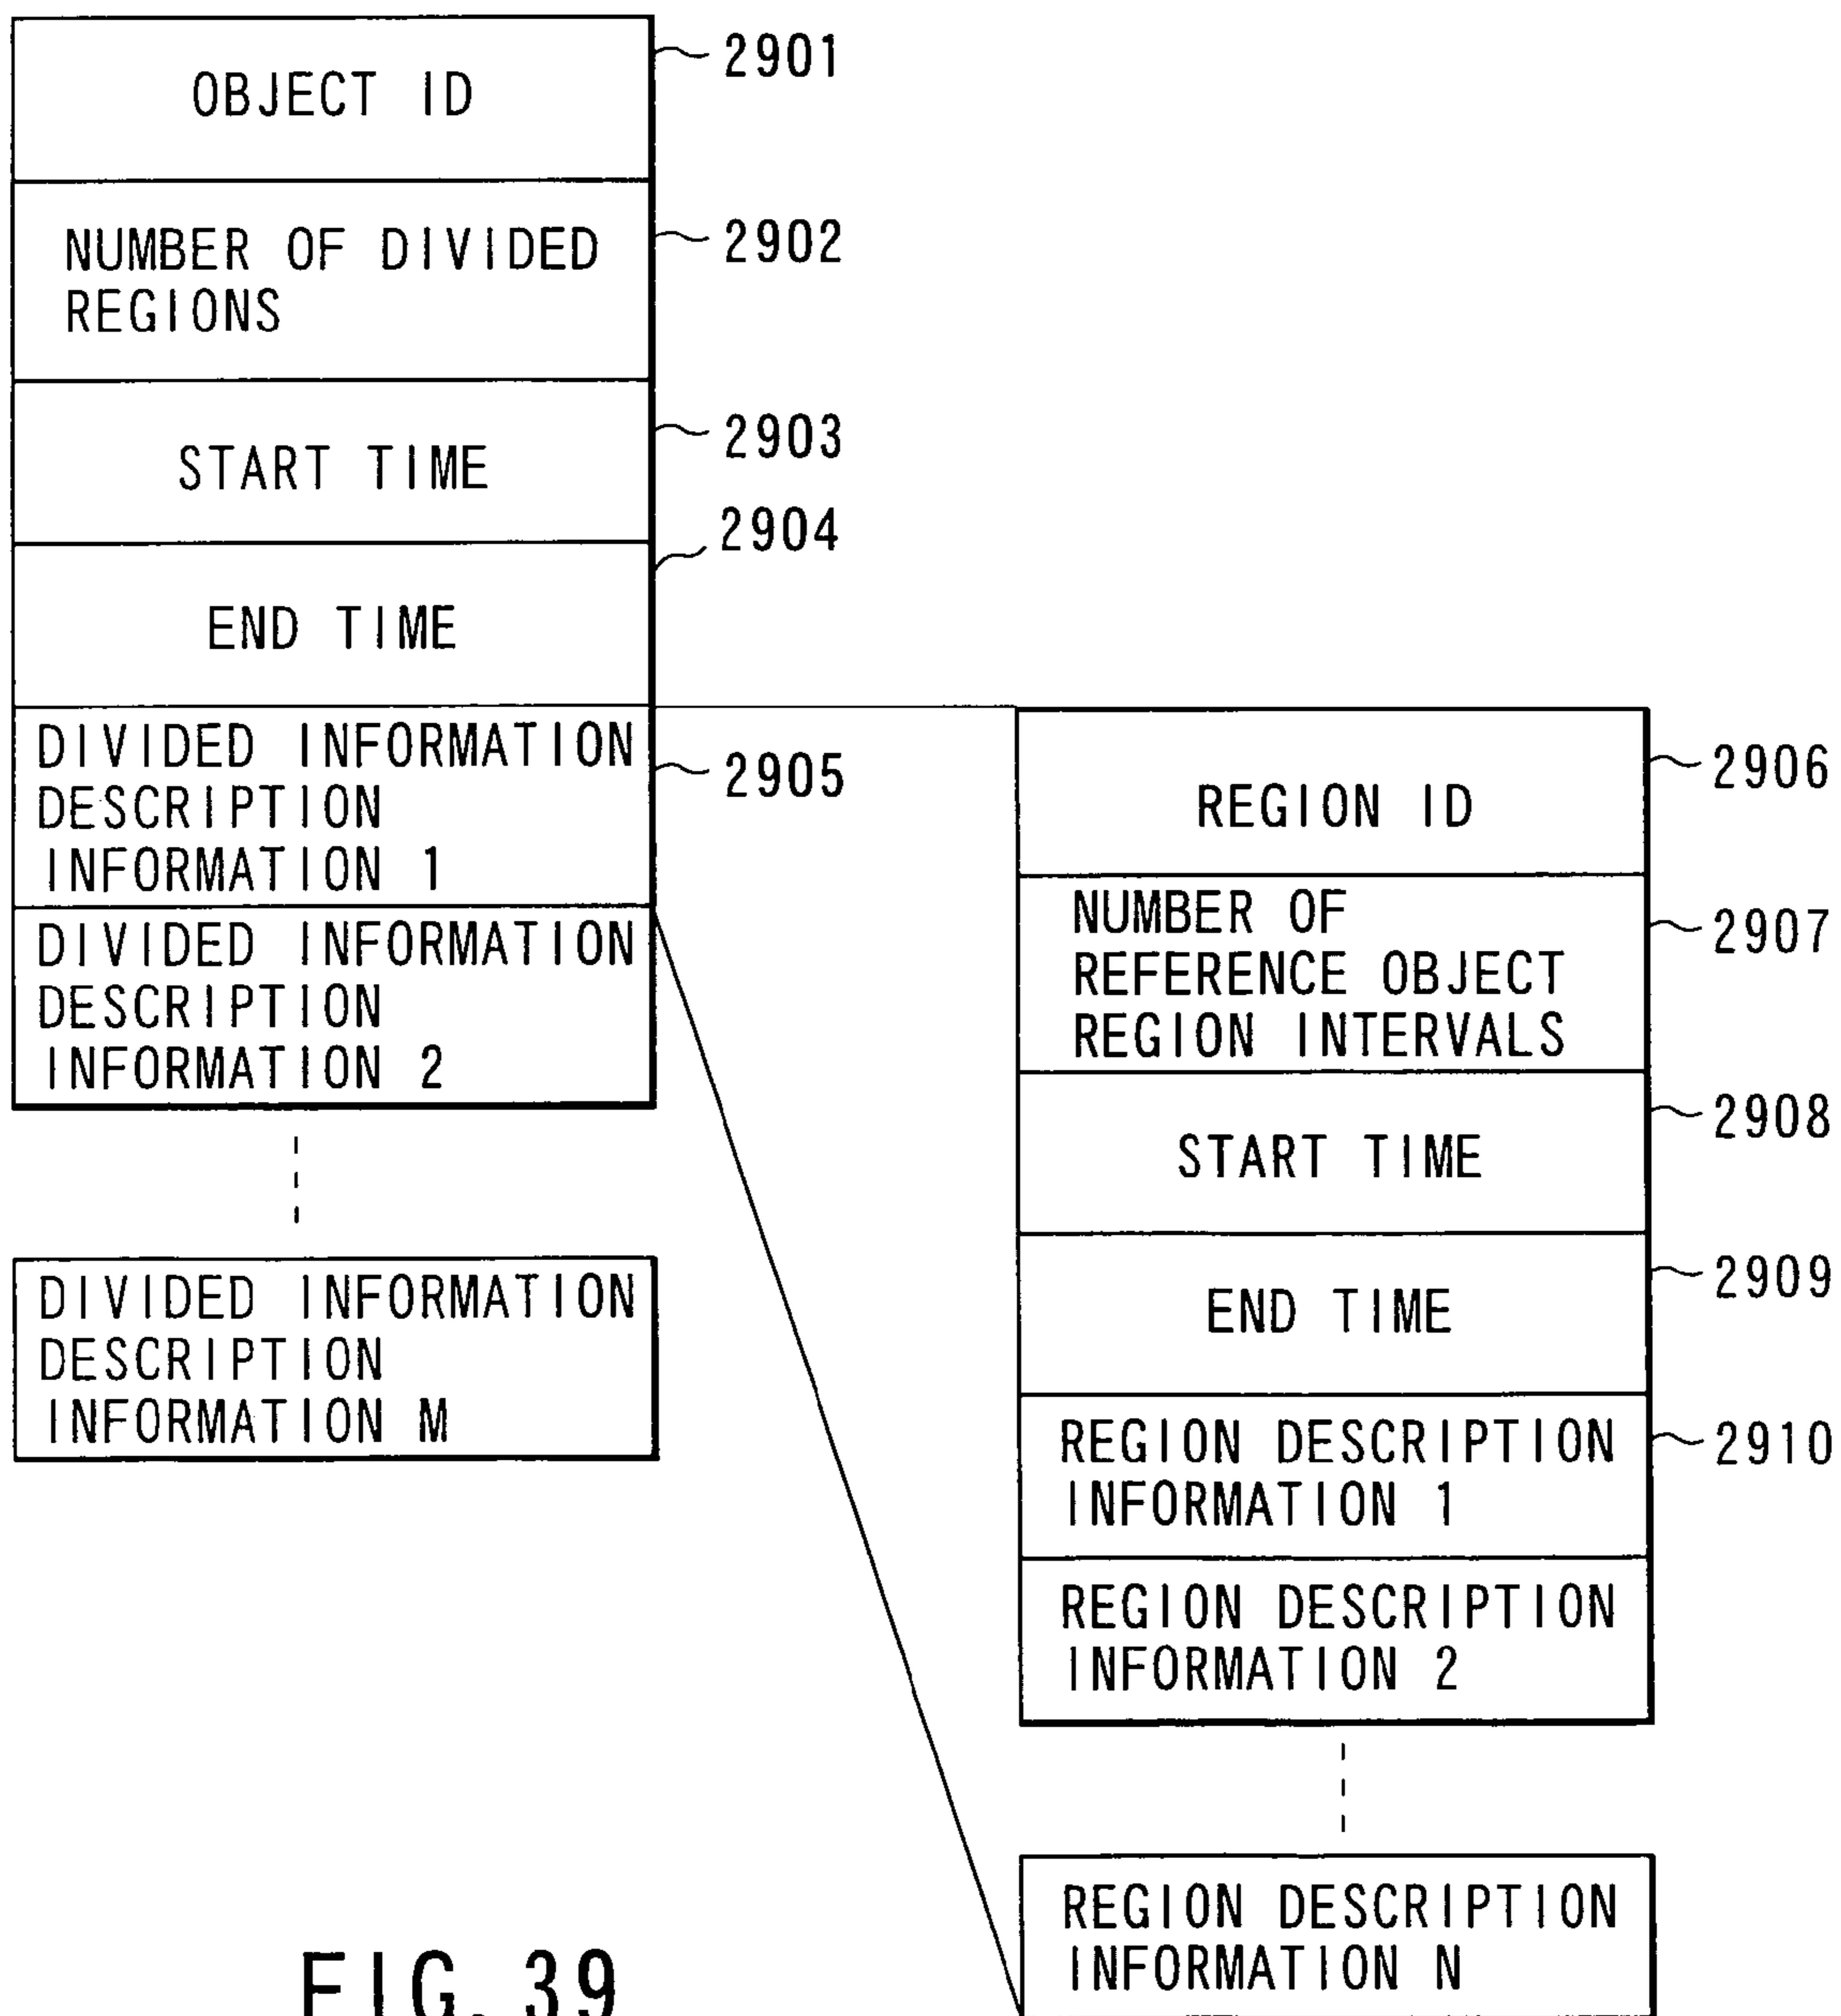 OBJECT ID
2901
NUMBER OF DIVIDED
REGIONS
2902
START TIME
2903
END TIME
2904
DIVIDED INFORMATION
DESCRIPTION
INFORMATION 1
2905
DIVIDED INFORMATION
DESCRIPTION
INFORMATION 2
DIVIDED INFORMATION
DESCRIPTION
INFORMATION M
REGION ID
2906
NUMBER OF
REFERENCE OBJECT
REGION INTERVALS
2907
START TIME
2908
END TIME
2909
REGION DESCRIPTION
INFORMATION 1
2910
REGION DESCRIPTION
INFORMATION 2
REGION DESCRIPTION
INFORMATION N
FIG. 39